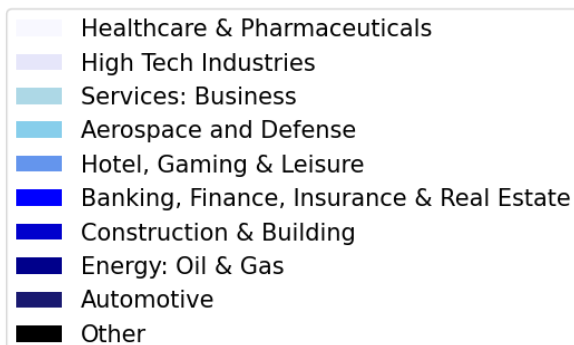 Healthcare & Pharmaceuticals
High Tech Industries
Services: Business
Aerospace and Defense
Hotel, Gaming & Leisure
Banking, Finance, Insurance & Real Estate
Construction & Building
Energy: Oil & Gas
Automotive
Other